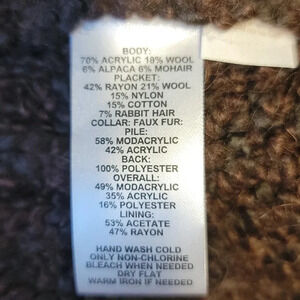 BODY:
70% ACRYLIC 18% WOOL
6% ALPACA 6% MOHAIR
PLACKET:
42% RAYON 21% WOOL
15% NYLON
15% COTTON
7% RABBIT HAIR
COLLAR: FAUX FUR:
PILE:
58% MODACRYLIC
42% ACRYLIC
BACK:
100% POLYESTER
OVERALL:
49% MODACRYLIC
35% ACRYLIC
16% POLYESTER
LINING:
53% ACETATE
47% RAYON
HAND WASH COLD
ONLY NON-CHLORINE
BLEACH WHEN NEEDED
DRY FLAT
WARM IRON IF NEEDED